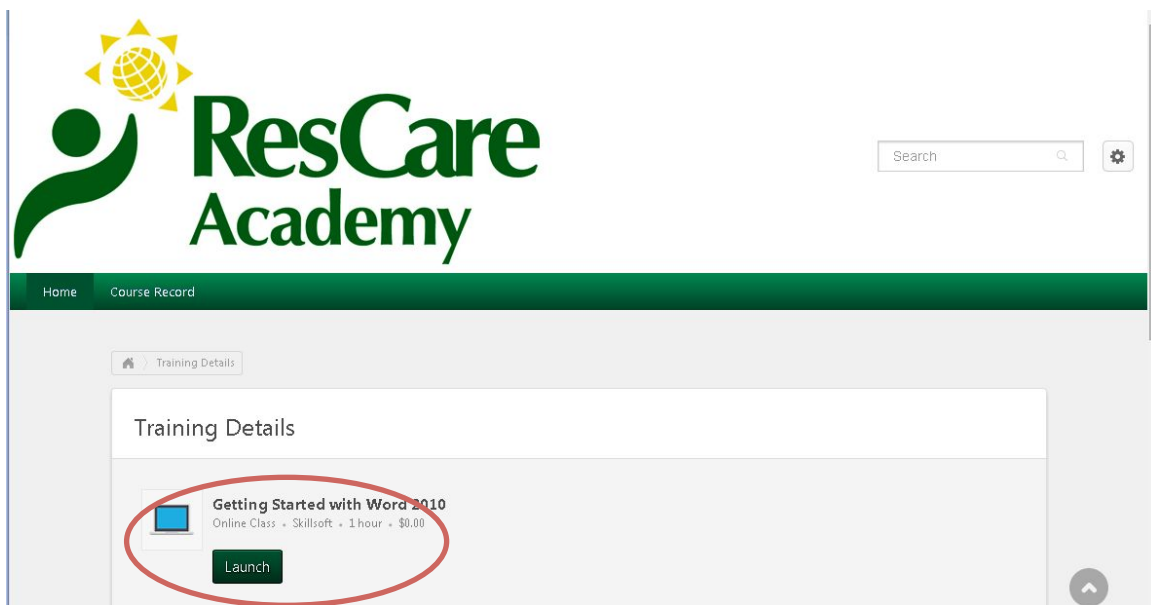 ResCare
Academy
Search
Home Course Record
Training Details
Training Details
Getting Started with Word 2010
Online Class • Skillsoft • 1 hour • $0.00
Launch